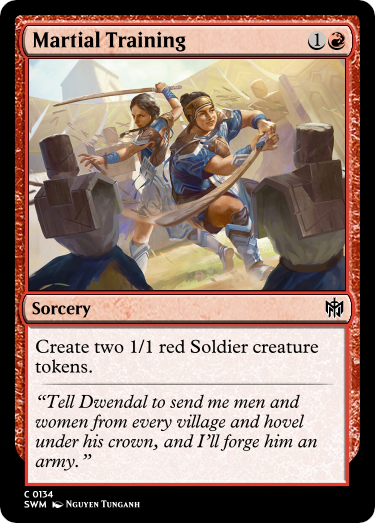 Martial Training 1
Sorcery
Create two 1/1 red Soldier creature
tokens.
“Tell Dwendal to send me men and
women from every village and hovel
under his crown, and I’ll forge him an
army.”
C 0134
SWM Nguyen Tunganh